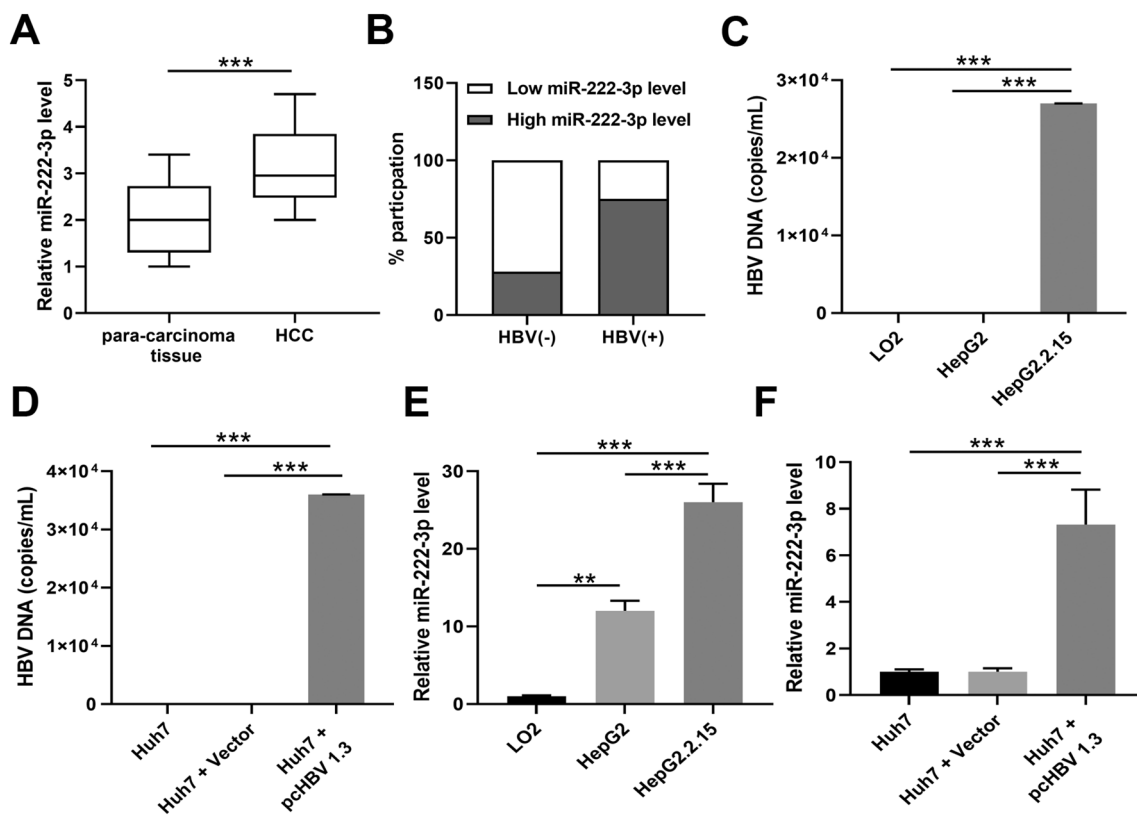 A
***
Relative miR-222-3p level
5
4
3
2
1
0
para-carcinoma
tissue
HCC
B
% particpation
150
100
50
0
Low miR-222-3p level
High miR-222-3p level
HBV(-)
HBV(+)
C
***
***
HBV DNA (copies/mL)
3×10⁴
2×10⁴
1×10⁴
0
LO2
HepG2
HepG2.2.15
D
***
***
HBV DNA (copies/mL)
4×10⁴
3×10⁴
2×10⁴
1×10⁴
0
Huh7
Huh7 + Vector
Huh7 +
pcHBV 1.3
E
***
***
**
Relative miR-222-3p level
30
20
10
0
LO2
HepG2
HepG2.2.15
F
***
***
Relative miR-222-3p level
10
8
6
4
2
0
Huh7
Huh7 + Vector
Huh7 +
pcHBV 1.3